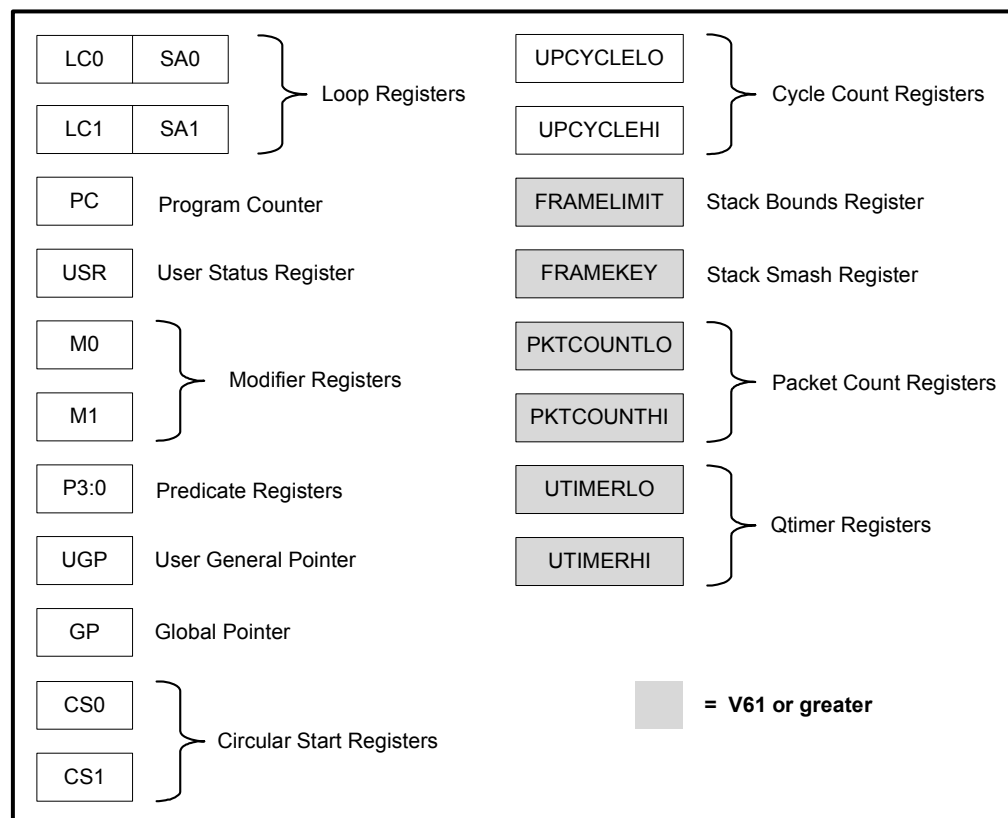 LC0 SA0
Loop Registers
LC1 SA1
PC Program Counter
USR User Status Register
M0
Modifier Registers
M1
P3:0 Predicate Registers
UGP User General Pointer
GP Global Pointer
CS0
Circular Start Registers
CS1
UPCYCLELO
Cycle Count Registers
UPCYCLEHI
FRAMELIMIT Stack Bounds Register
FRAMEKEY Stack Smash Register
PKTCOUNTLO
Packet Count Registers
PKTCOUNTHI
UTIMERLO
Qtimer Registers
UTIMERHI
= V61 or greater